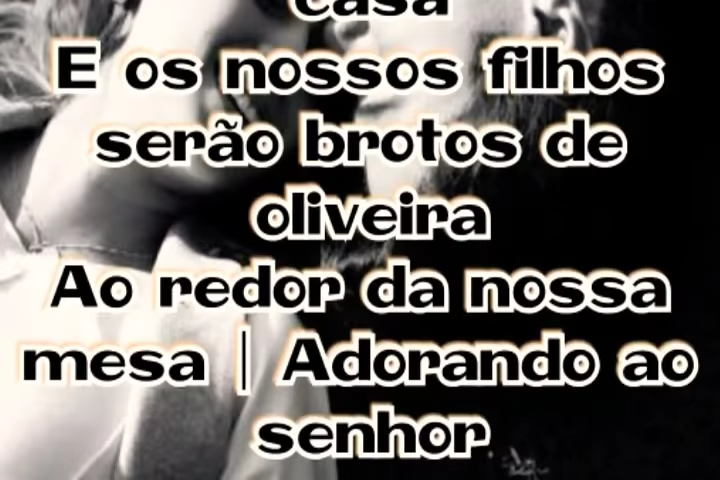 casa
E os nossos filhos
serão brotos de
oliveira
Ao redor da nossa
mesa | Adorando ao
senhor